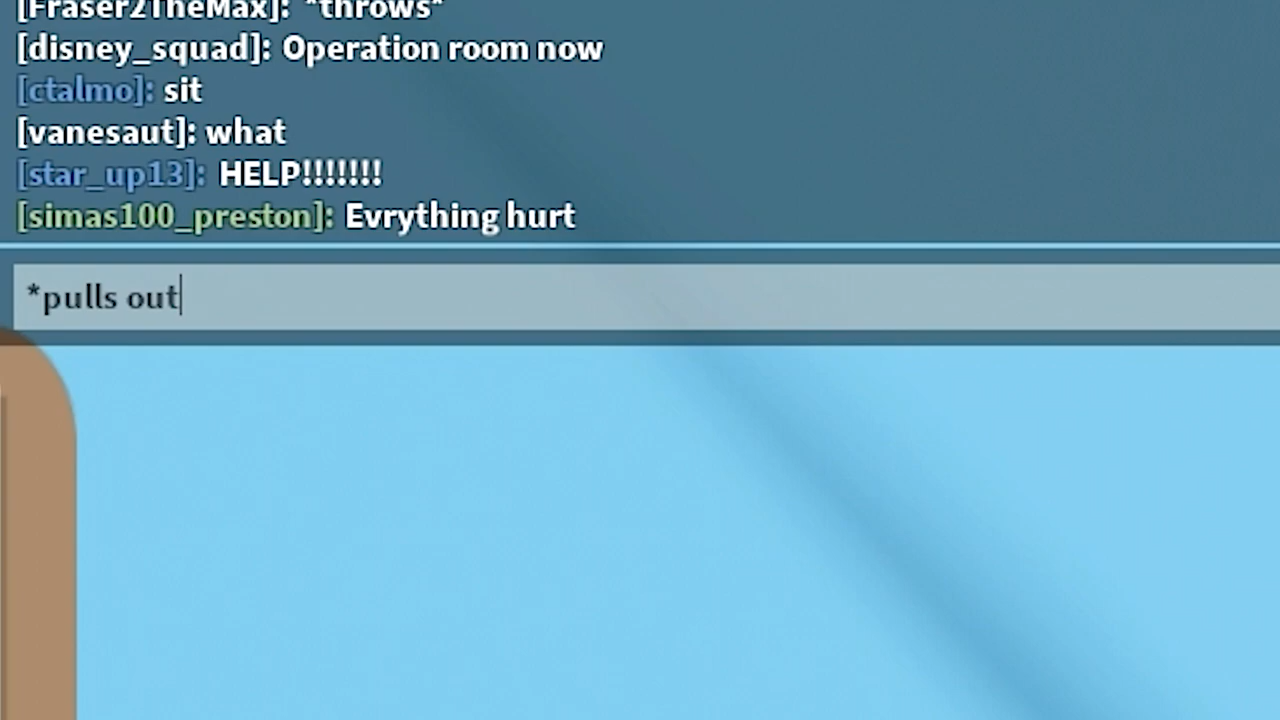 [Fraser2TheMax]: *throws*
[disney_squad]: Operation room now
[ctalmo]: sit
[vanesaut]: what
[star_up13]: HELP!!!!!!!
[simas100_preston]: Evrything hurt
*pulls out